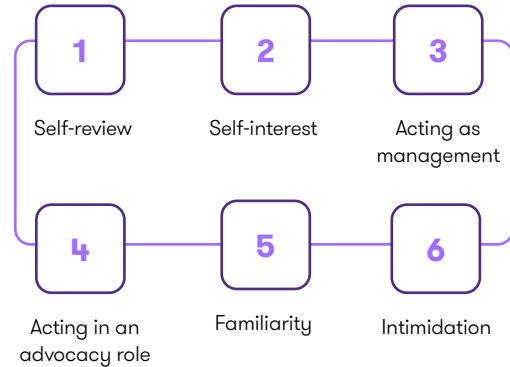 1
2
3
Self-review
Self-interest
Acting as
management
4
5
6
Acting in an
advocacy role
Familiarity
Intimidation